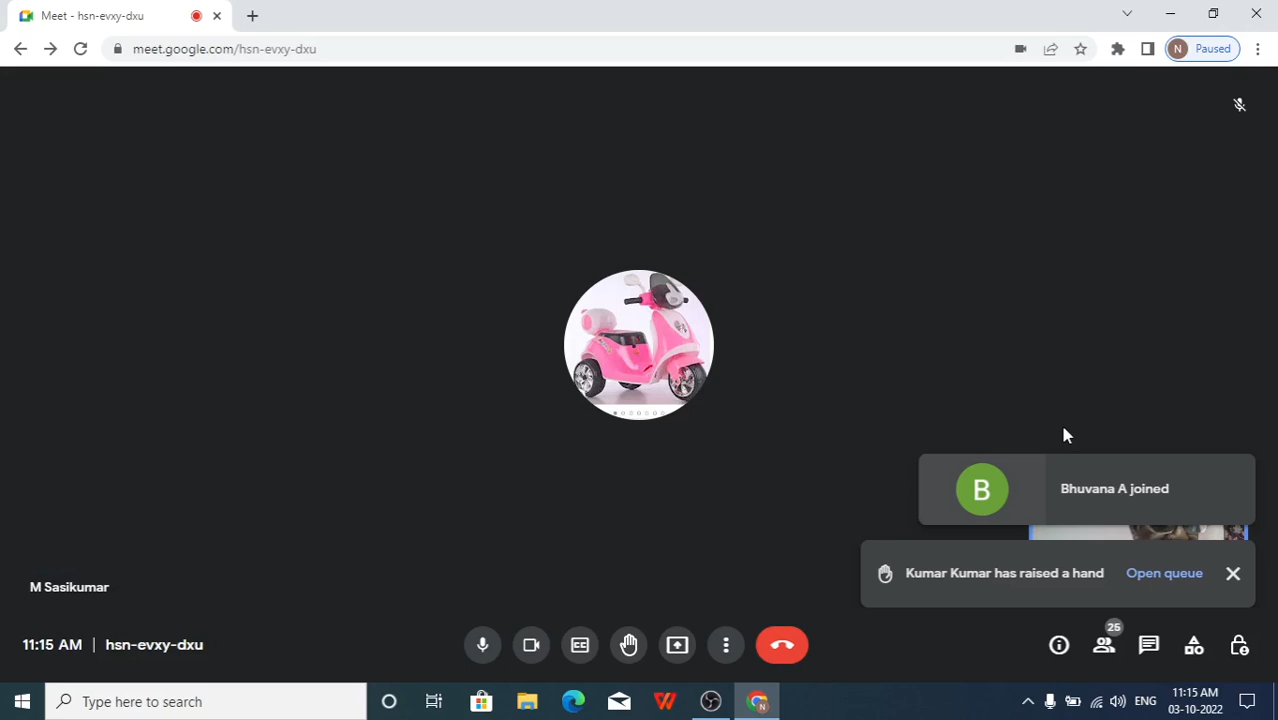 Meet - hsn-evxy-dxu
meet.google.com/hsn-evxy-dxu
N
Paused
B
Bhuvana A joined
Kumar Kumar has raised a hand
Open queue
M Sasikumar
11:15 AM | hsn-evxy-dxu
CC
25
Type here to search
W
N
ENG
11:15 AM
03-10-2022